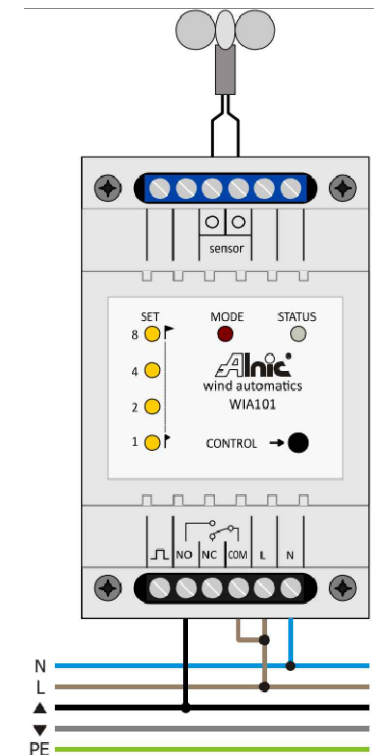 sensor
SET MODE STATUS
8
4
Alnic
wind automatics
2
WIA101
1 CONTROL
NO NC COM L N
N
L
PE